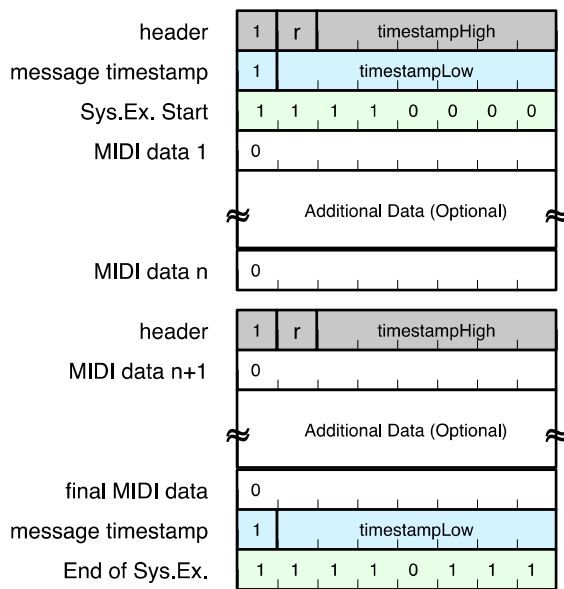 header 1 r timestampHigh
message timestamp 1 timestampLow
Sys.Ex. Start 1 1 1 1 0 0 0 0
MIDI data 1 0
≈ Additional Data (Optional) ≈
MIDI data n 0
header 1 r timestampHigh
MIDI data n+1 0
≈ Additional Data (Optional) ≈
final MIDI data 0
message timestamp 1 timestampLow
End of Sys.Ex. 1 1 1 1 0 1 1 1